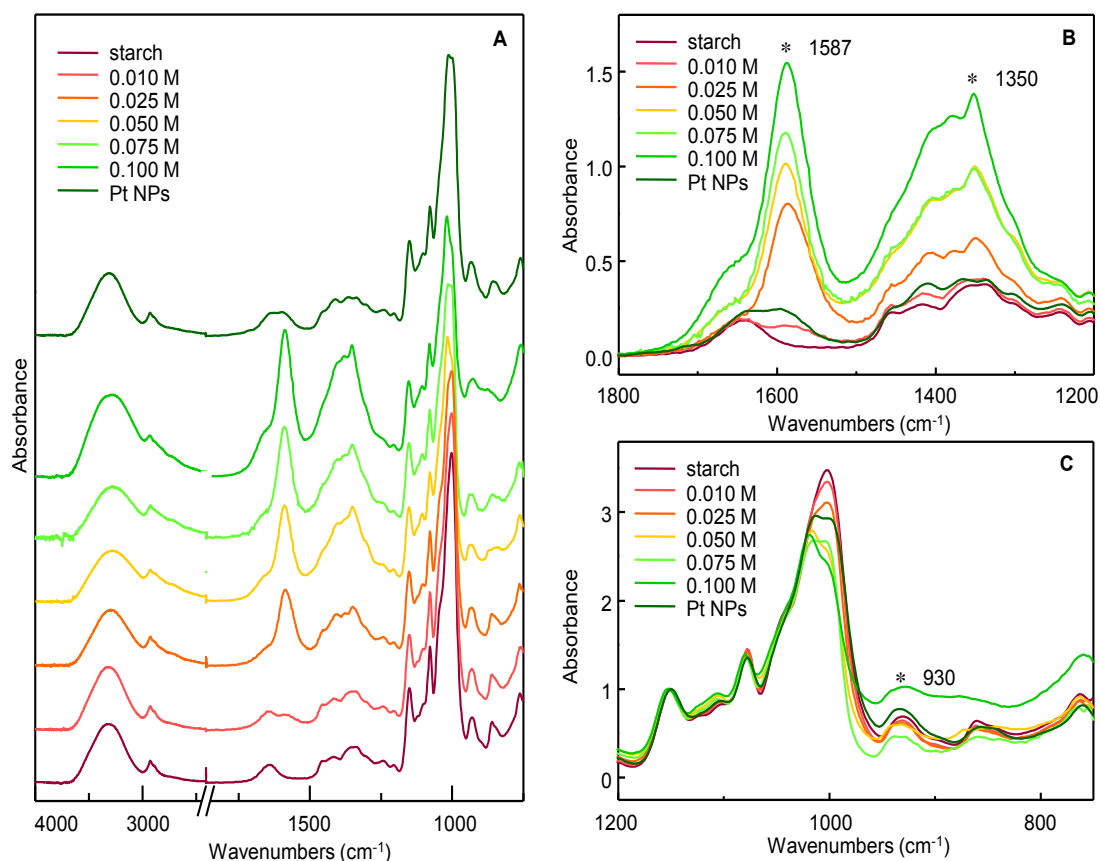 A
starch
0.010 M
0.025 M
0.050 M
0.075 M
0.100 M
Pt NPs
Absorbance
4000 3000 1500 1000
Wavenumbers (cm⁻¹)
B
starch
0.010 M
0.025 M
0.050 M
0.075 M
0.100 M
Pt NPs
* 1587
* 1350
1.5
1.0
0.5
0.0
Absorbance
1800 1600 1400 1200
Wavenumbers (cm⁻¹)
C
starch
0.010 M
0.025 M
0.050 M
0.075 M
0.100 M
Pt NPs
* 930
3
2
1
0
Absorbance
1200 1000 800
Wavenumbers (cm⁻¹)